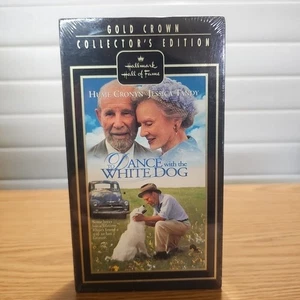 GOLD CROWN
COLLECTOR'S EDITION
Hallmark
Hall of Fame
HUME CRONYN JESSICA TANDY
DANCE with the
WHITE DOG